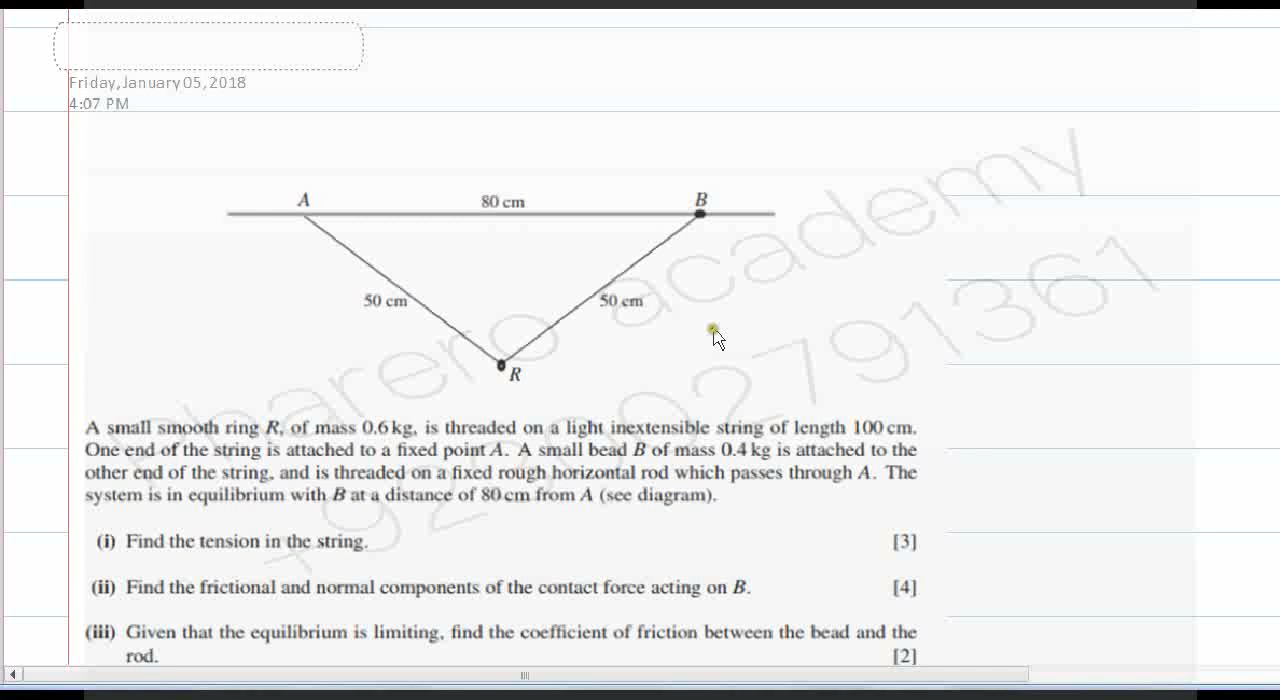 Friday, January 05, 2018
4:07 PM
A
80 cm
B
50 cm
50 cm
R
A small smooth ring R, of mass 0.6 kg, is threaded on a light inextensible string of length 100 cm.
One end of the string is attached to a fixed point A. A small bead B of mass 0.4 kg is attached to the
other end of the string, and is threaded on a fixed rough horizontal rod which passes through A. The
system is in equilibrium with B at a distance of 80 cm from A (see diagram).
(i) Find the tension in the string. [3]
(ii) Find the frictional and normal components of the contact force acting on B. [4]
(iii) Given that the equilibrium is limiting, find the coefficient of friction between the bead and the
rod. [2]
academy